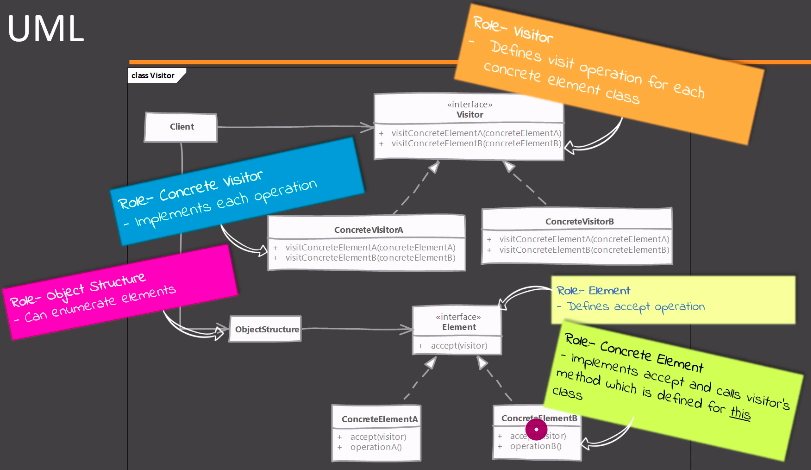 UML
Role- Visitor
- Defines visit operation for each
concrete element class
class Visitor
«interface»
Visitor
+ visitConcreteElementA(concreteElementA)
+ visitConcreteElementB(concreteElementB)
Client
Role- Concrete Visitor
- Implements each operation
ConcreteVisitorA
+ visitConcreteElementA(concreteElementA)
+ visitConcreteElementB(concreteElementB)
ConcreteVisitorB
+ visitConcreteElementA(concreteElementA)
+ visitConcreteElementB(concreteElementB)
Role- Object Structure
- Can enumerate elements
ObjectStructure
«interface»
Element
+ accept(visitor)
Role- Element
- Defines accept operation
Role- Concrete Element
- Implements accept and calls visitor's
method which is defined for this
class
ConcreteElementA
+ accept(visitor)
+ operationA()
ConcreteElementB
+ accept(visitor)
+ operationB()